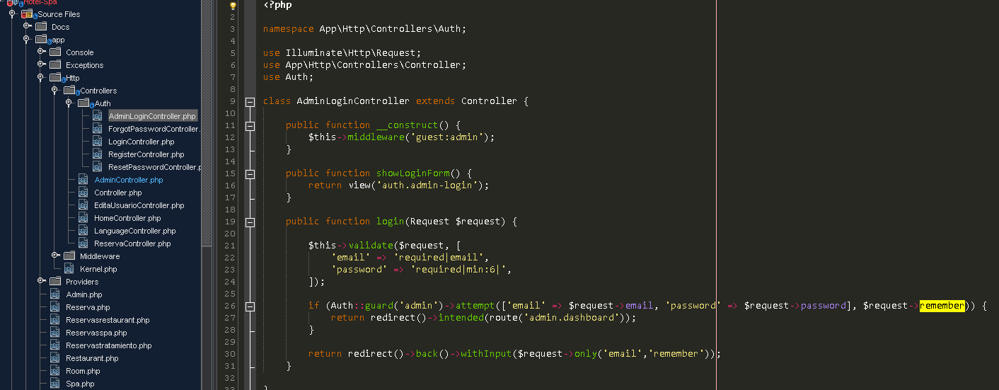 Hotel-Spa
Source Files
Docs
app
Console
Exceptions
Http
Controllers
Auth
AdminLoginController.php
ForgotPasswordController.
LoginController.php
RegisterController.php
ResetPasswordController.p
AdminController.php
Controller.php
EditaUsuarioController.php
HomeController.php
LanguageController.php
ReservaController.php
Middleware
Kernel.php
Providers
Admin.php
Reserva.php
Reservasrestaurant.php
Reservasspa.php
Reservastratamiento.php
Restaurant.php
Room.php
Spa.php
<?php
2
3 namespace App\Http\Controllers\Auth;
4
5 use Illuminate\Http\Request;
6 use App\Http\Controllers\Controller;
7 use Auth;
8
9 class AdminLoginController extends Controller {
10
11 public function __construct() {
12 $this->middleware('guest:admin');
13 }
14
15 public function showLoginForm() {
16 return view('auth.admin-login');
17 }
18
19 public function login(Request $request) {
20
21 $this->validate($request, [
22 'email' => 'required|email',
23 'password' => 'required|min:6|',
24 ]);
25
26 if (Auth::guard('admin')->attempt(['email' => $request->email, 'password' => $request->password], $request->remember)) {
27 return redirect()->intended(route('admin.dashboard'));
28 }
29
30 return redirect()->back()->withInput($request->only('email','remember'));
31 }
32
33 }